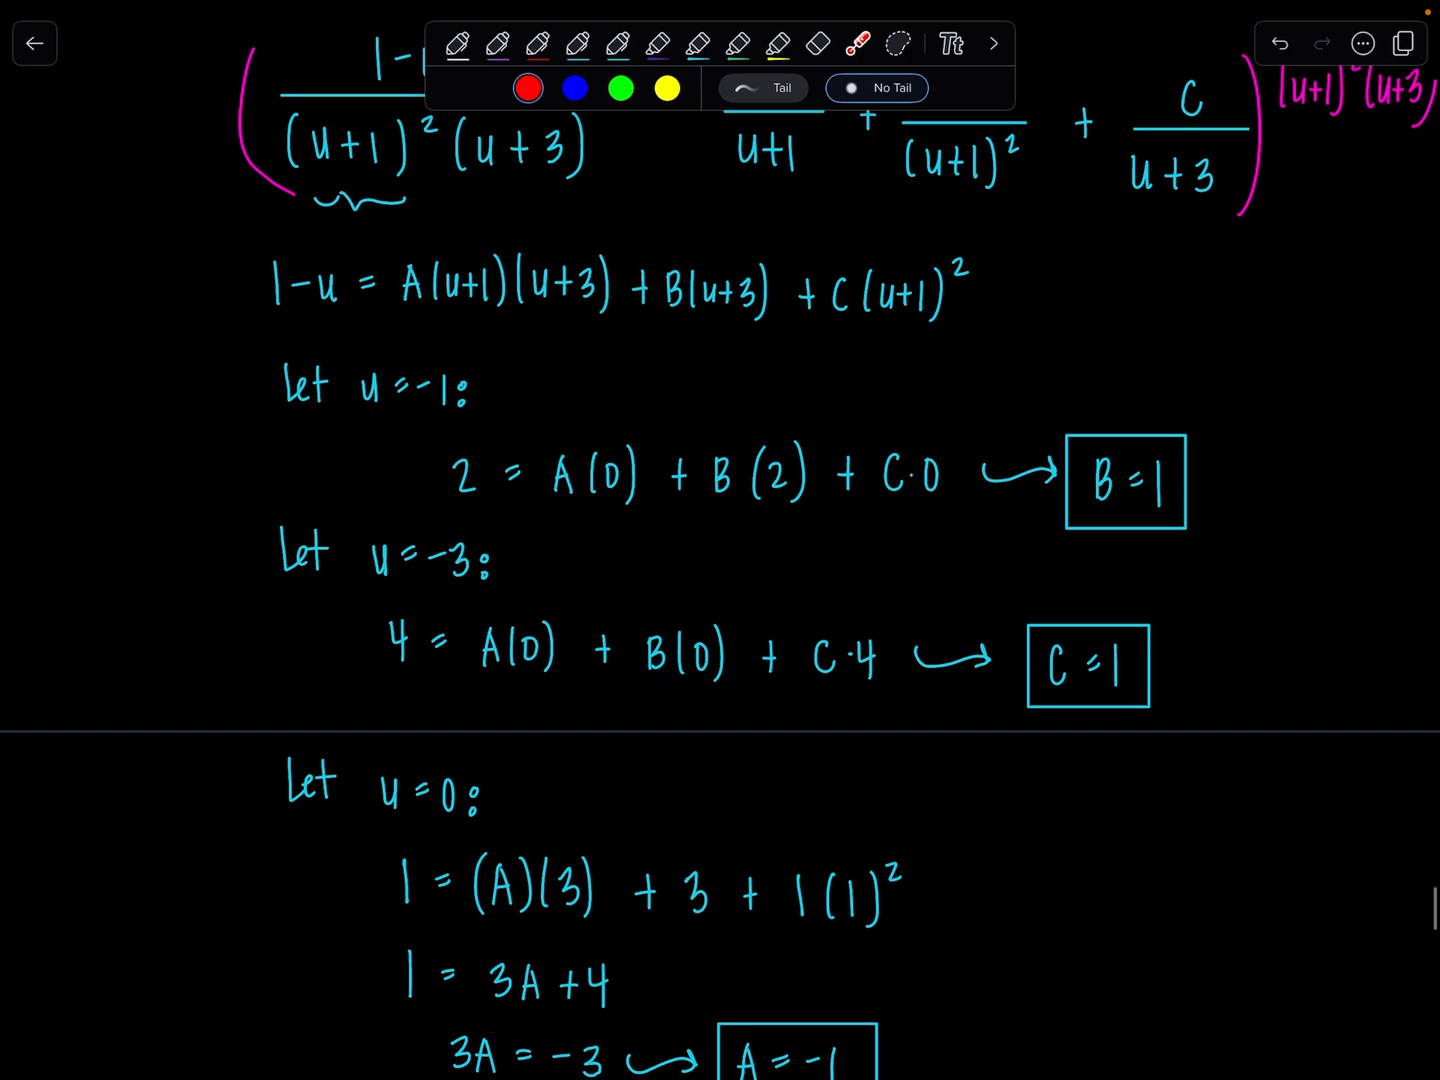 Tt
Tail No Tail
1-
(u+1)² (u+3) u+1 + (u+1)² + C/(u+3) (u+1)² (u+3)
1-u = A(u+1)(u+3) + B(u+3) + C(u+1)²
Let u=-1:
2 = A(0) + B(2) + C·0 → B=1
Let u=-3:
4 = A(0) + B(0) + C·4 → C=1
Let u=0:
1 = (A)(3) + 3 + 1(1)²
1 = 3A+4
3A = -3 → A=-1